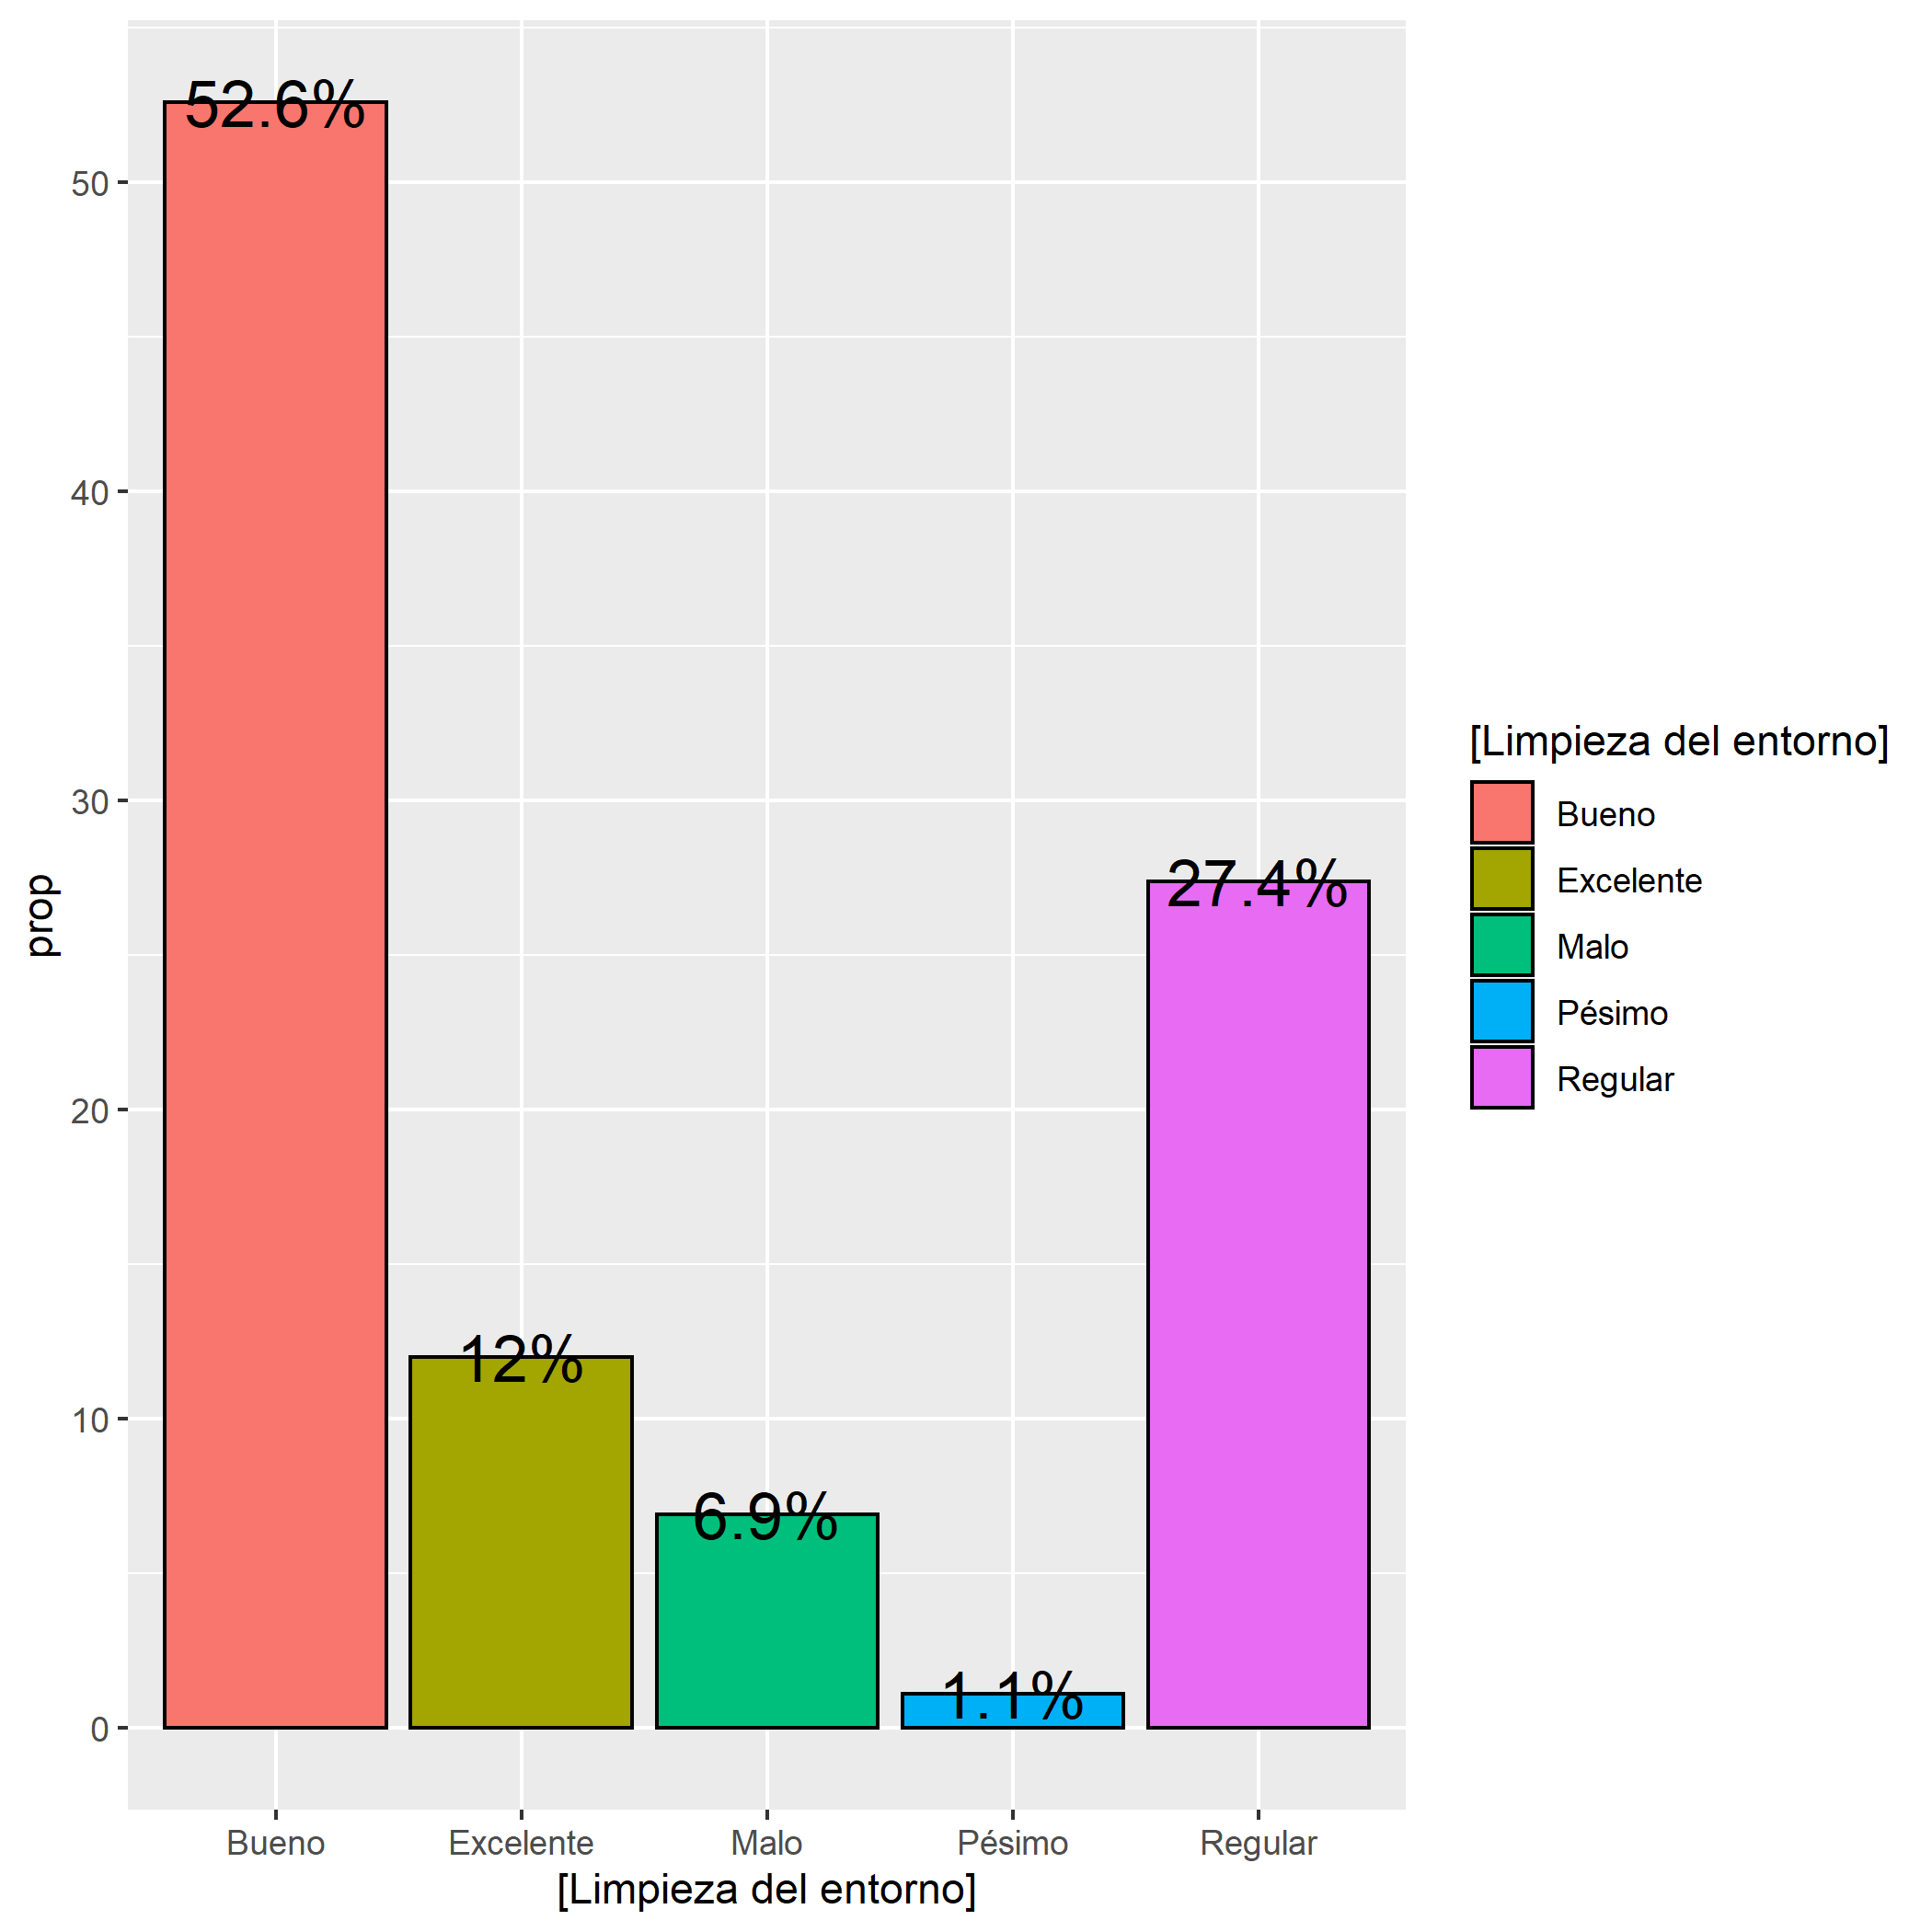 52.6%
50
40
30
27.4%
20
12%
10
6.9%
1.1%
0
prop
Bueno Excelente Malo Pésimo Regular
[Limpieza del entorno]
[Limpieza del entorno]
Bueno
Excelente
Malo
Pésimo
Regular